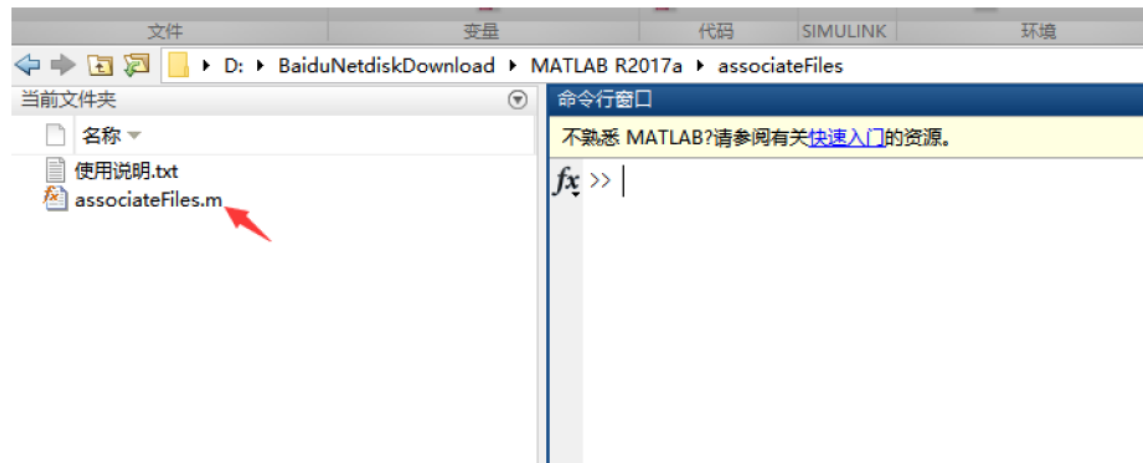 文件 变量 代码 SIMULINK 环境
D: BaiduNetdiskDownload MATLAB R2017a associateFiles
当前文件夹
命令行窗口
名称
不熟悉 MATLAB?请参阅有关快速入门的资源。
使用说明.txt
fx >>
associateFiles.m